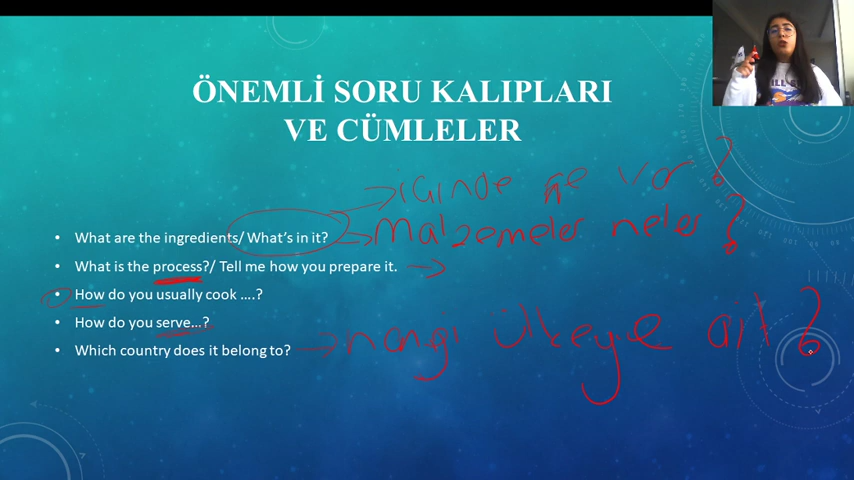 ÖNEMLİ SORU KALIPLARI
VE CÜMLELER
içinde ne var?
What are the ingredients/ What's in it?
malzemeler neler?
What is the process?/ Tell me how you prepare it.
How do you usually cook ....?
How do you serve...?
Which country does it belong to?
hangi ülkeye ait?